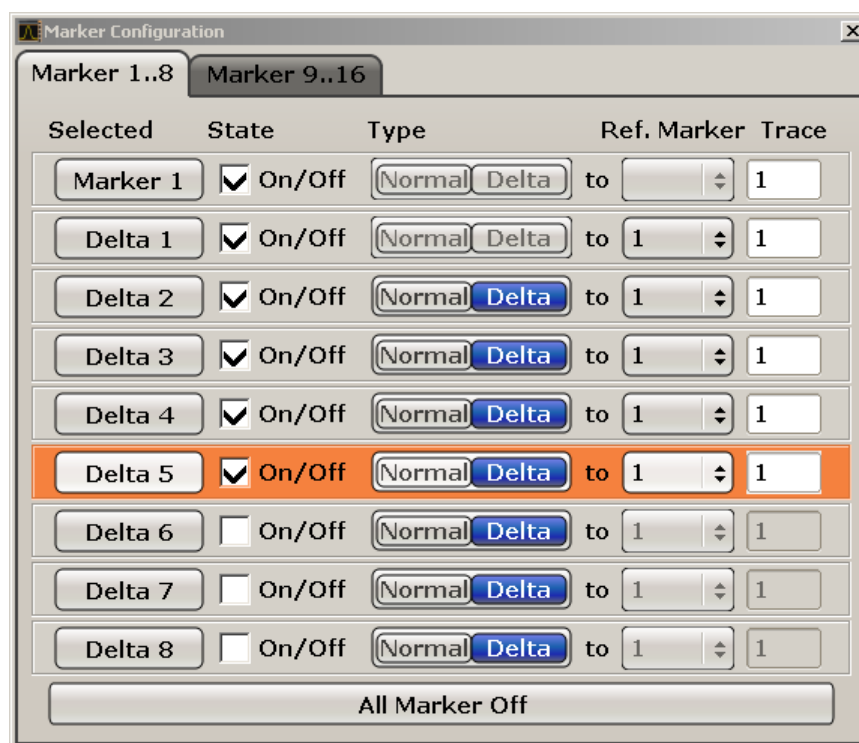 Marker Configuration
Marker 1..8 Marker 9..16
Selected State Type Ref. Marker Trace
Marker 1 On/Off Normal Delta to 1
Delta 1 On/Off Normal Delta to 1 1
Delta 2 On/Off Normal Delta to 1 1
Delta 3 On/Off Normal Delta to 1 1
Delta 4 On/Off Normal Delta to 1 1
Delta 5 On/Off Normal Delta to 1 1
Delta 6 On/Off Normal Delta to 1 1
Delta 7 On/Off Normal Delta to 1 1
Delta 8 On/Off Normal Delta to 1 1
All Marker Off